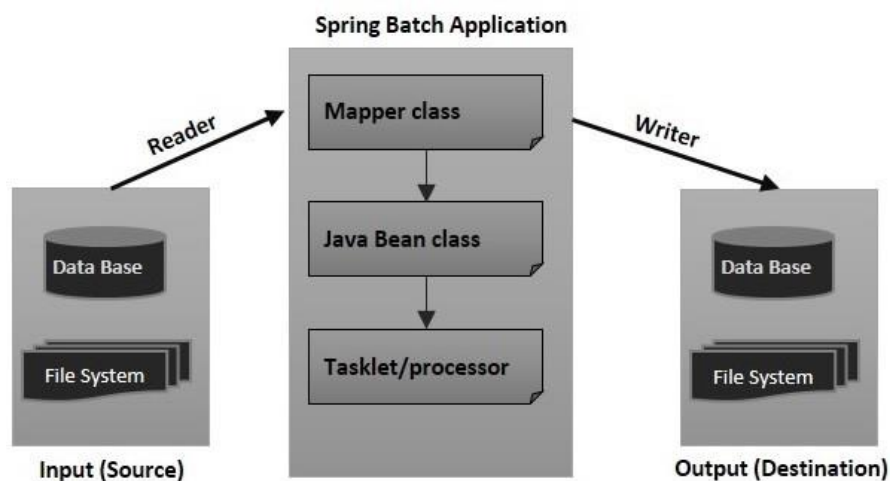 Spring Batch Application
Reader
Mapper class
Writer
Java Bean class
Data Base
Data Base
Tasklet/processor
File System
File System
Input (Source)
Output (Destination)